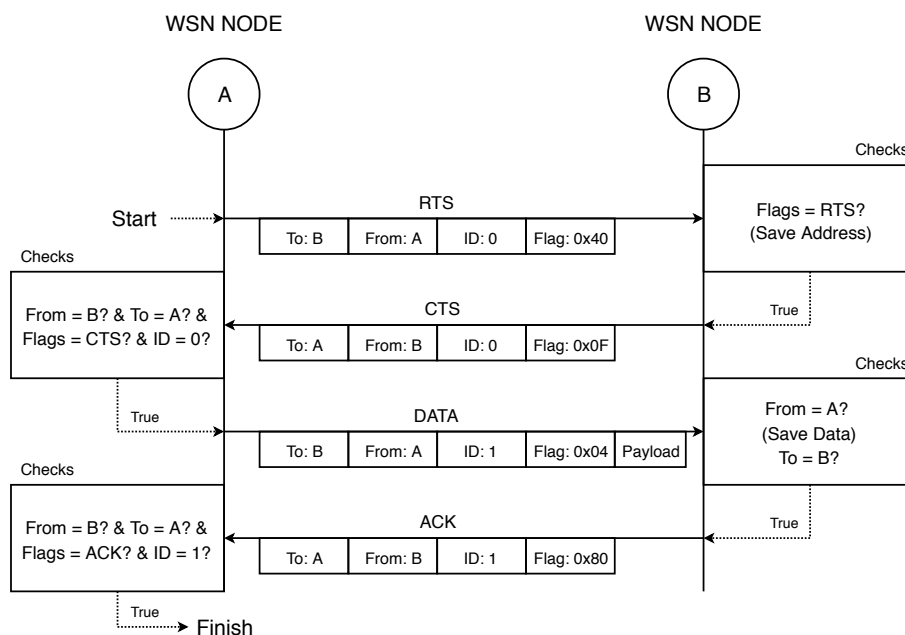 WSN NODE
WSN NODE
A
B
Checks
RTS
Start
Flags = RTS?
(Save Address)
To: B
From: A
ID: 0
Flag: 0x40
Checks
True
CTS
From = B? & To = A? &
Flags = CTS? & ID = 0?
To: A
From: B
ID: 0
Flag: 0x0F
Checks
True
DATA
From = A?
(Save Data)
To = B?
To: B
From: A
ID: 1
Flag: 0x04
Payload
Checks
True
ACK
From = B? & To = A? &
Flags = ACK? & ID = 1?
To: A
From: B
ID: 1
Flag: 0x80
True
Finish